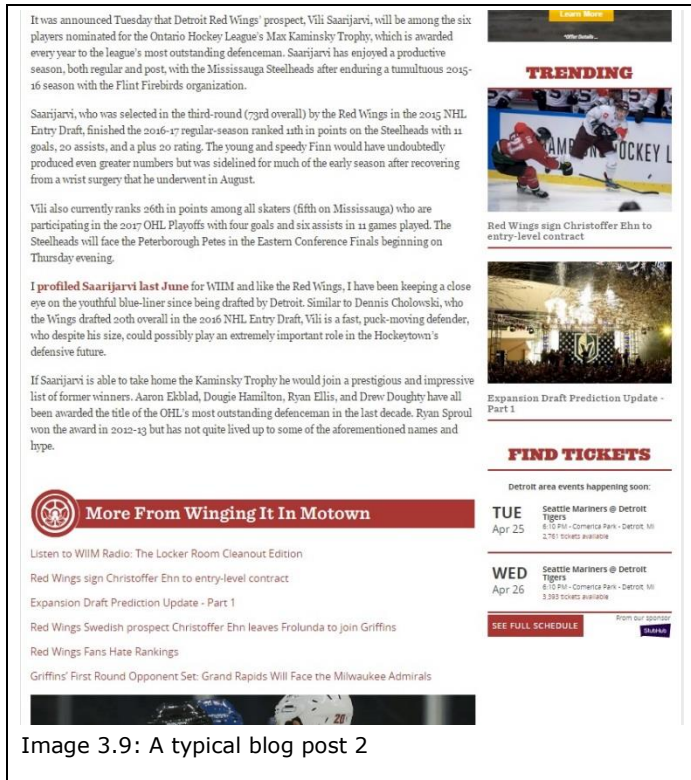 It was announced Tuesday that Detroit Red Wings' prospect, Vili Saarijarvi, will be among the six
players nominated for the Ontario Hockey League's Max Kaminsky Trophy, which is awarded
every year to the league's most outstanding defenceman. Saarijarvi has enjoyed a productive
season, both regular and post, with the Mississauga Steelheads after enduring a tumultuous 2015-
16 season with the Flint Firebirds organization.
Saarijarvi, who was selected in the third-round (73rd overall) by the Red Wings in the 2015 NHL
Entry Draft, finished the 2016-17 regular-season ranked 11th in points on the Steelheads with 11
goals, 20 assists, and a plus 20 rating. The young and speedy Finn would have undoubtedly
produced even greater numbers but was sidelined for much of the early season after recovering
from a wrist surgery that he underwent in August.
Vili also currently ranks 26th in points among all skaters (fifth on Mississauga) who are
participating in the 2017 OHL Playoffs with four goals and six assists in 11 games played. The
Steelheads will face the Peterborough Petes in the Eastern Conference Finals beginning on
Thursday evening.
I profiled Saarijarvi last June for WIIM and like the Red Wings, I have been keeping a close
eye on the youthful blue-liner since being drafted by Detroit. Similar to Dennis Cholowski, who
the Wings drafted 20th overall in the 2016 NHL Entry Draft, Vili is a fast, puck-moving defender,
who despite his size, could possibly play an extremely important role in the Hockeytown's
defensive future.
If Saarijarvi is able to take home the Kaminsky Trophy he would join a prestigious and impressive
list of former winners. Aaron Ekblad, Dougie Hamilton, Ryan Ellis, and Drew Doughty have all
been awarded the title of the OHL's most outstanding defenceman in the last decade. Ryan Sproul
won the award in 2012-13 but has not quite lived up to some of the aforementioned names and
hype.
More From Winging It In Motown
Listen to WIIM Radio: The Locker Room Cleanout Edition
Red Wings sign Christoffer Ehn to entry-level contract
Expansion Draft Prediction Update - Part 1
Red Wings Swedish prospect Christoffer Ehn leaves Frolunda to join Griffins
Red Wings Fans Hate Rankings
Griffins' First Round Opponent Set: Grand Rapids Will Face the Milwaukee Admirals
20
Learn More
*Offer Details...
TRENDING
HOCKEY L
Red Wings sign Christoffer Ehn to
entry-level contract
Expansion Draft Prediction Update -
Part 1
FIND TICKETS
Detroit area events happening soon:
TUE
Apr 25
Seattle Mariners @ Detroit
Tigers
6:10 PM - Comerica Park - Detroit, MI
2,761 tickets available
WED
Apr 26
Seattle Mariners @ Detroit
Tigers
6:10 PM - Comerica Park - Detroit, MI
3,393 tickets available
SEE FULL SCHEDULE
From our sponsor
StubHub
Image 3.9: A typical blog post 2